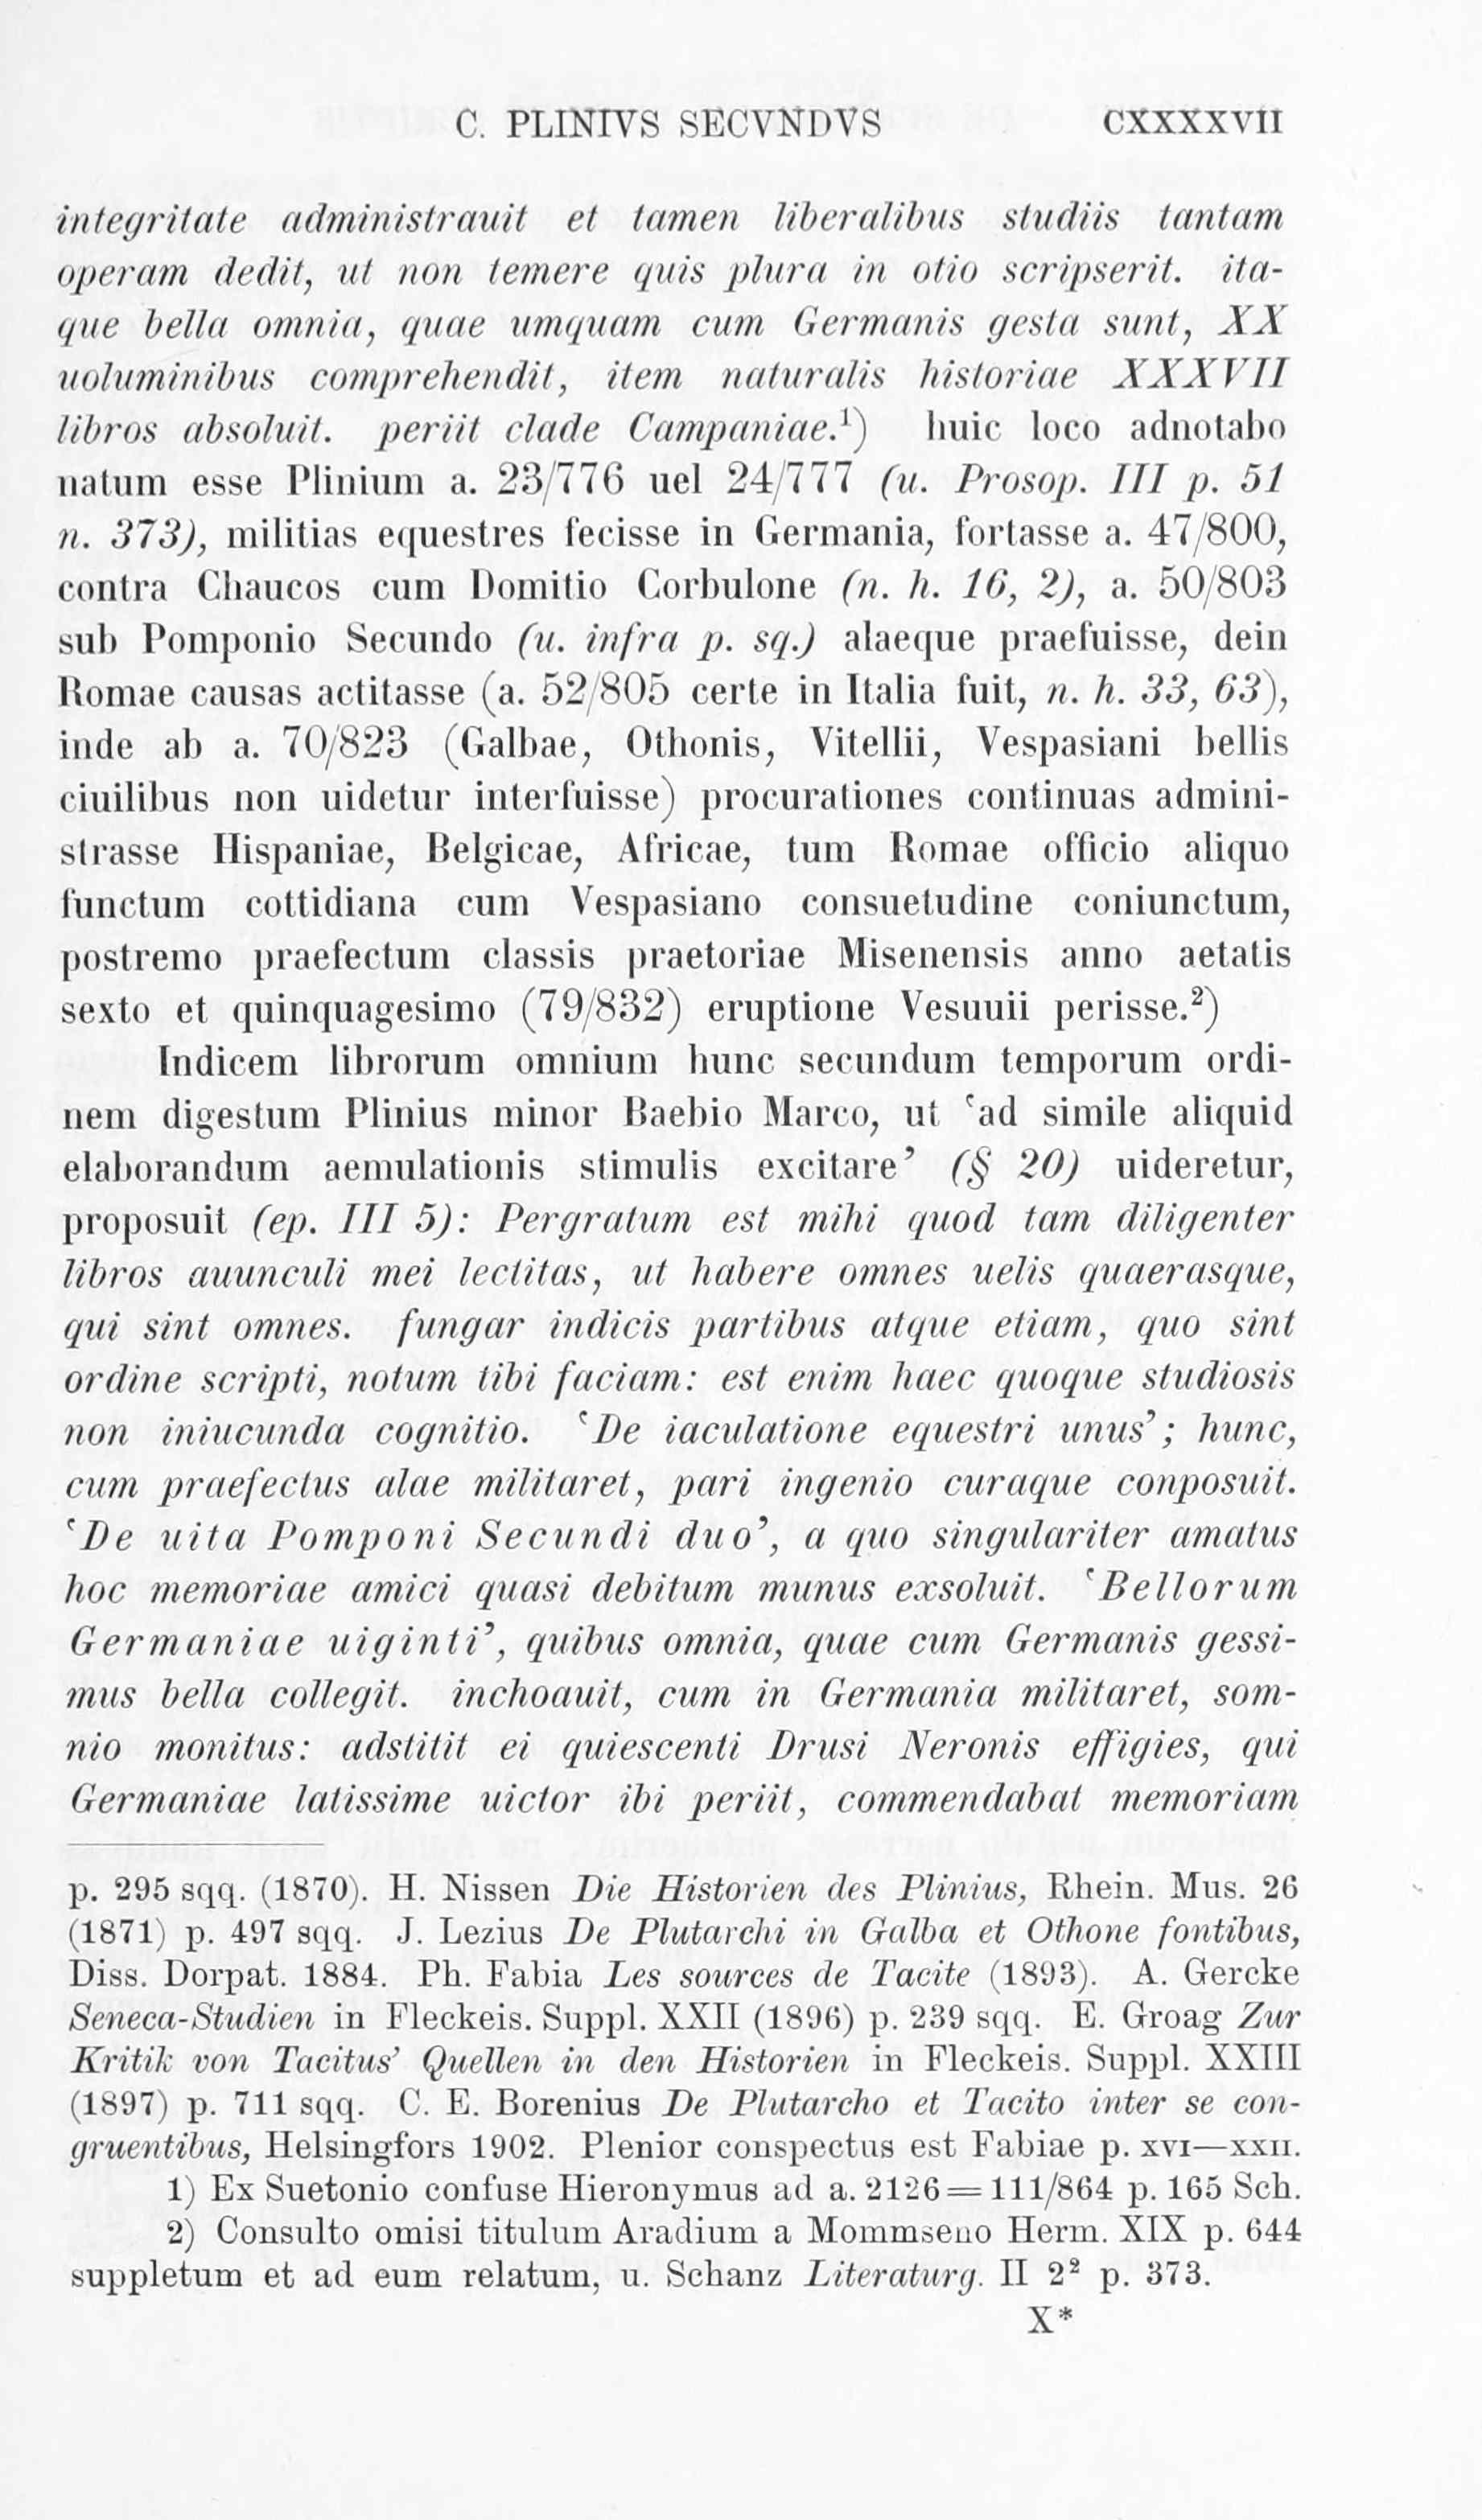 C. PLINIVS SECVNDVS CXXXXVII
integritate administrauit et tamen liberalibus studiis tantam
operam dedit, ut non temere quis plura in otio scripserit. ita-
que bella omnia, quae umquam cum Germanis gesta sunt, XX
uoluminibus comprehendit, item naturalis historiae XXXVII
libros absoluit. periit clade Campaniae.¹) huic loco adnotabo
natum esse Plinium a. 23/776 uel 24/777 (u. Prosop. III p. 51
n. 373), militias equestres fecisse in Germania, fortasse a. 47/800,
contra Chaucos cum Domitio Corbulone (n. h. 16, 2), a. 50/803
sub Pomponio Secundo (u. infra p. sq.) alaeque praefuisse, dein
Romae causas actitasse (a. 52/805 certe in Italia fuit, n. h. 33, 63),
inde ab a. 70/823 (Galbae, Othonis, Vitellii, Vespasiani bellis
ciuilibus non uidetur interfuisse) procurationes continuas admini-
strasse Hispaniae, Belgicae, Africae, tum Romae officio aliquo
functum cottidiana cum Vespasiano consuetudine coniunctum,
postremo praefectum classis praetoriae Misenensis anno aetatis
sexto et quinquagesimo (79/832) eruptione Vesuuii perisse.²)
Indicem librorum omnium hunc secundum temporum ordi-
nem digestum Plinius minor Baebio Marco, ut ‘ad simile aliquid
elaborandum aemulationis stimulis excitare’ (§ 20) uideretur,
proposuit (ep. III 5): Pergratum est mihi quod tam diligenter
libros auunculi mei lectitas, ut habere omnes uelis quaerasque,
qui sint omnes. fungar indicis partibus atque etiam, quo sint
ordine scripti, notum tibi faciam: est enim haec quoque studiosis
non iniucunda cognitio. ‘De iaculatione equestri unus’; hunc,
cum praefectus alae militaret, pari ingenio curaque conposuit.
‘De uita Pomponi Secundi duo’, a quo singulariter amatus
hoc memoriae amici quasi debitum munus exsoluit. ‘Bellorum
Germaniae uiginti’, quibus omnia, quae cum Germanis gessi-
mus bella collegit. inchoauit, cum in Germania militaret, som-
nio monitus: adstitit ei quiescenti Drusi Neronis effigies, qui
Germaniae latissime uictor ibi periit, commendabat memoriam
p. 295 sqq. (1870). H. Nissen Die Historien des Plinius, Rhein. Mus. 26
(1871) p. 497 sqq. J. Lezius De Plutarchi in Galba et Othone fontibus,
Diss. Dorpat. 1884. Ph. Fabia Les sources de Tacite (1893). A. Gercke
Seneca-Studien in Fleckeis. Suppl. XXII (1896) p. 239 sqq. E. Groag Zur
Kritik von Tacitus’ Quellen in den Historien in Fleckeis. Suppl. XXIII
(1897) p. 711 sqq. C. E. Borenius De Plutarcho et Tacito inter se con-
gruentibus, Helsingfors 1902. Plenior conspectus est Fabiae p. XVI—XXII.
1) Ex Suetonio confuse Hieronymus ad a. 2126=111/864 p. 165 Sch.
2) Consulto omisi titulum Aradium a Mommseno Herm. XIX p. 644
suppletum et ad eum relatum, u. Schanz Literaturg. II 2² p. 373.
X*